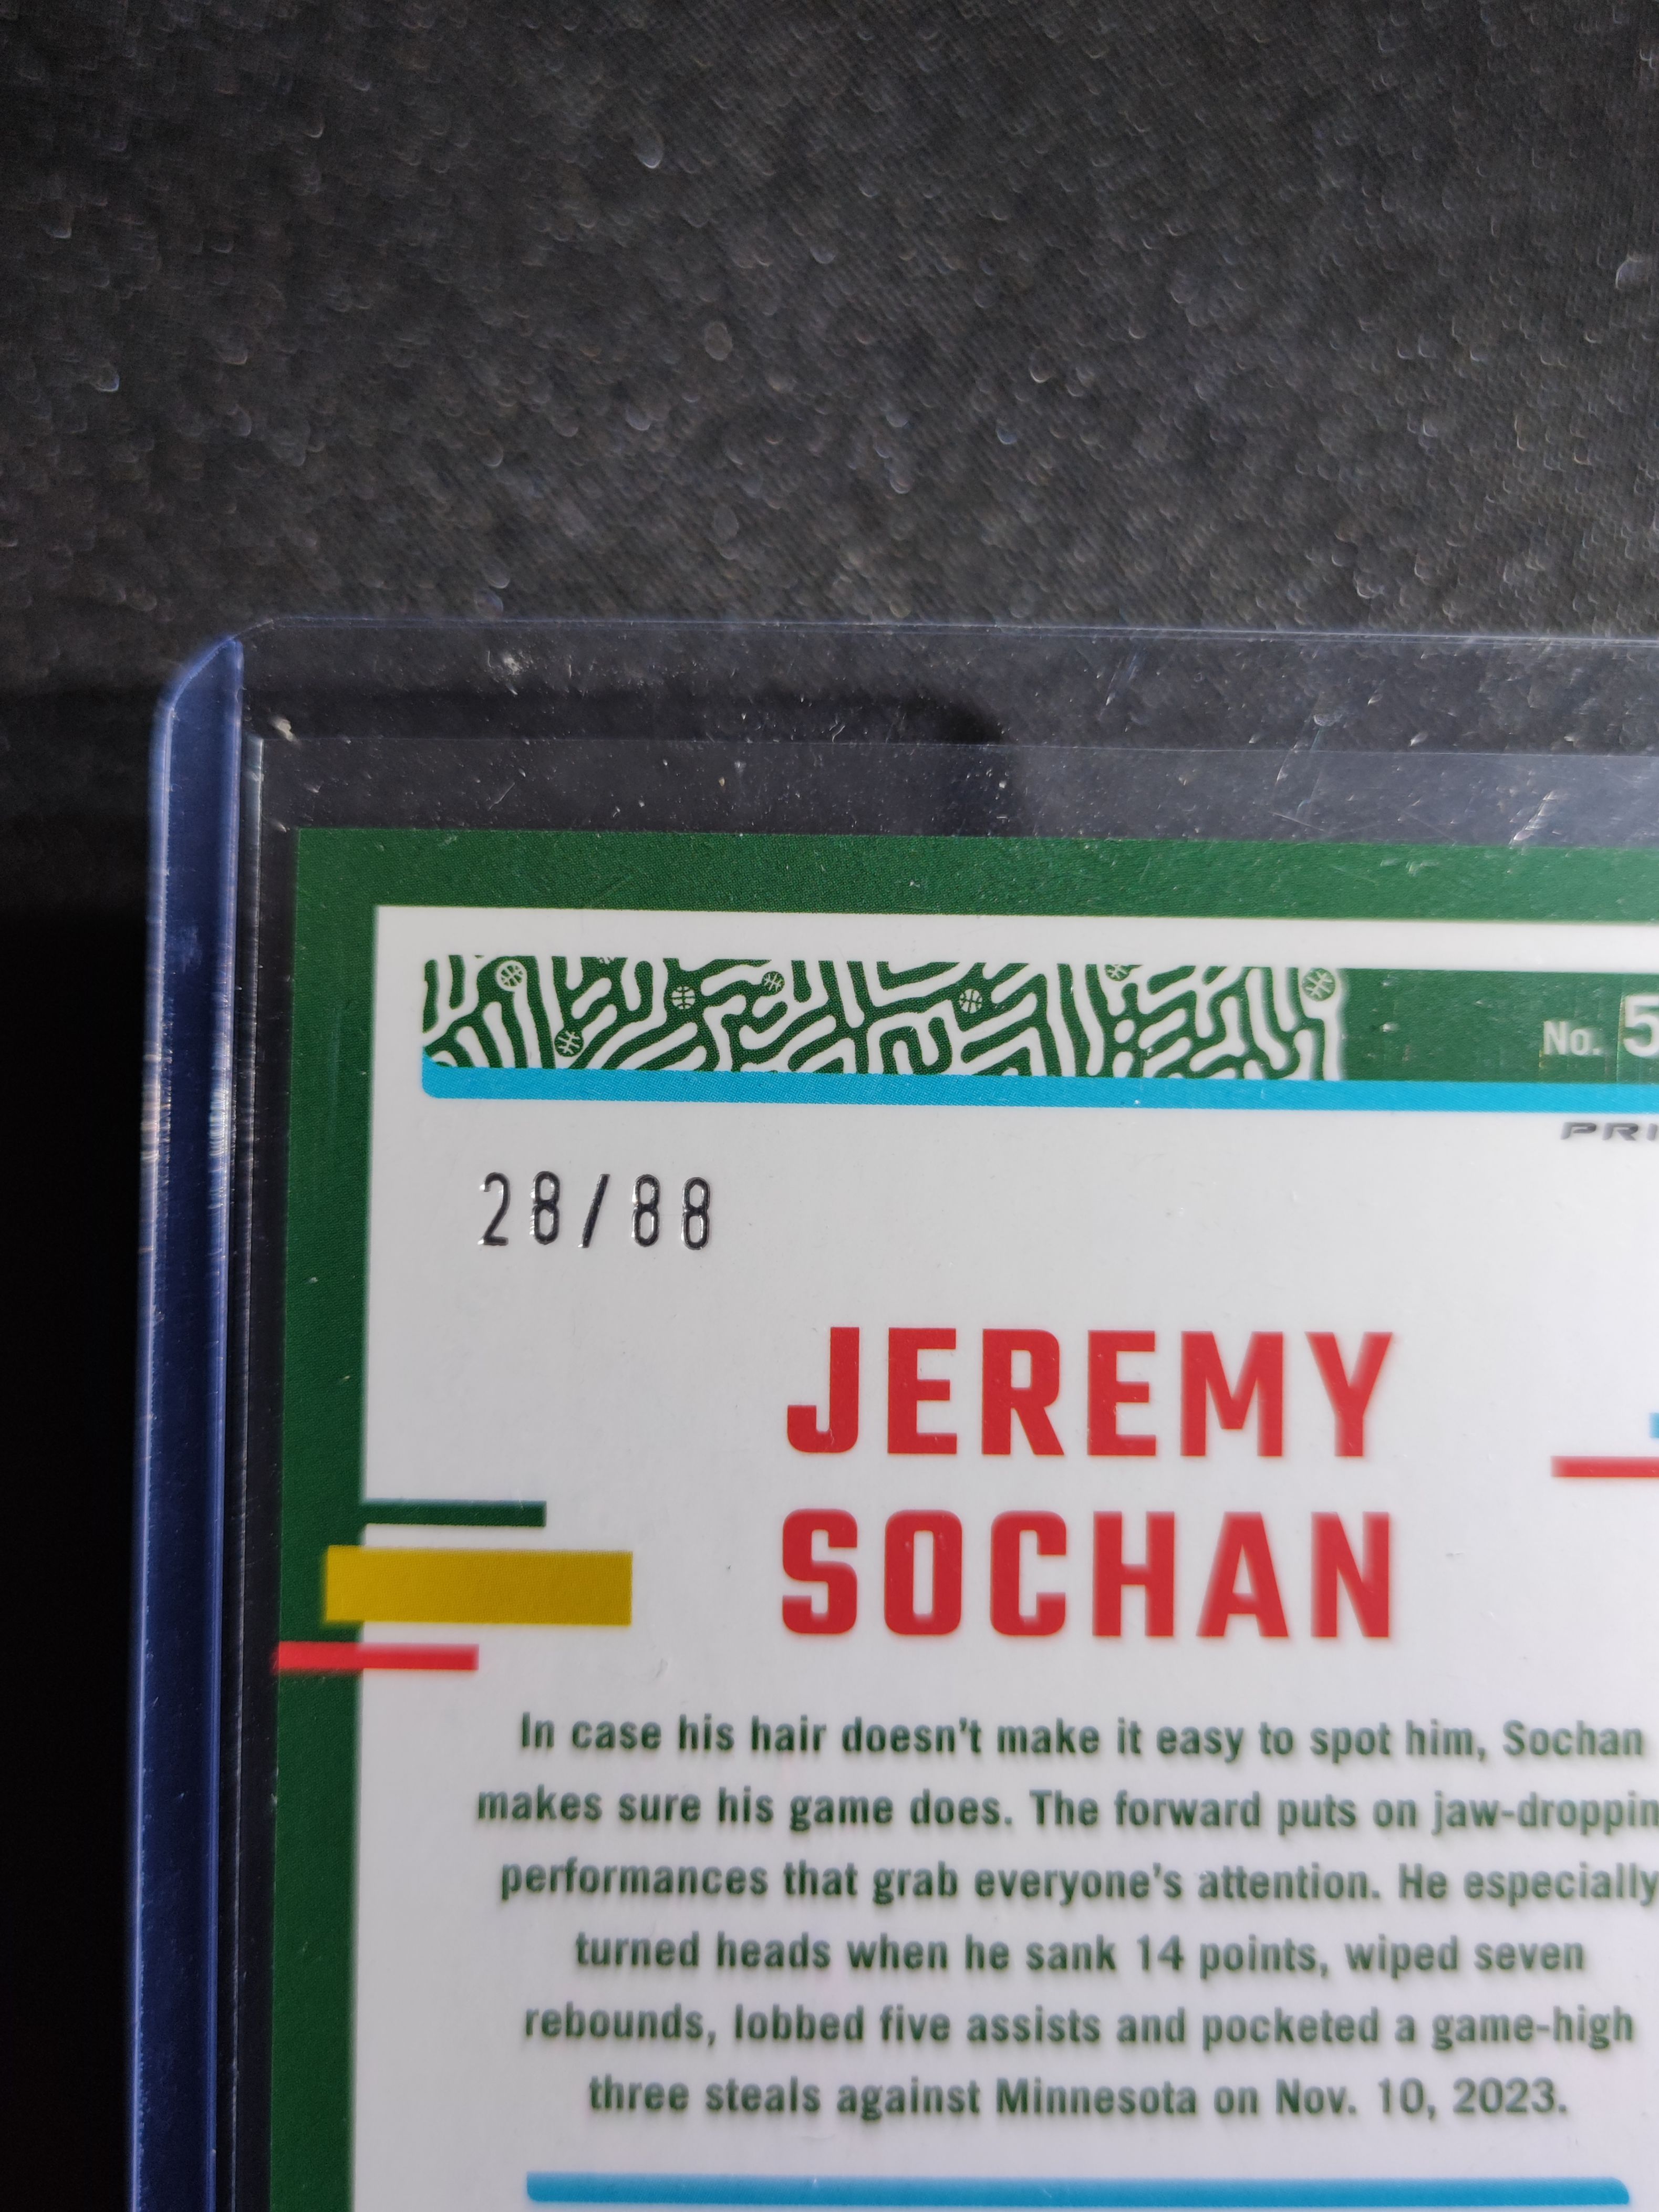 No. 5
PRI
28/88
JEREMY
SOCHAN
In case his hair doesn't make it easy to spot him, Sochan
makes sure his game does. The forward puts on jaw-droppin
performances that grab everyone's attention. He especially
turned heads when he sank 14 points, wiped seven
rebounds, lobbed five assists and pocketed a game-high
three steals against Minnesota on Nov. 10, 2023.